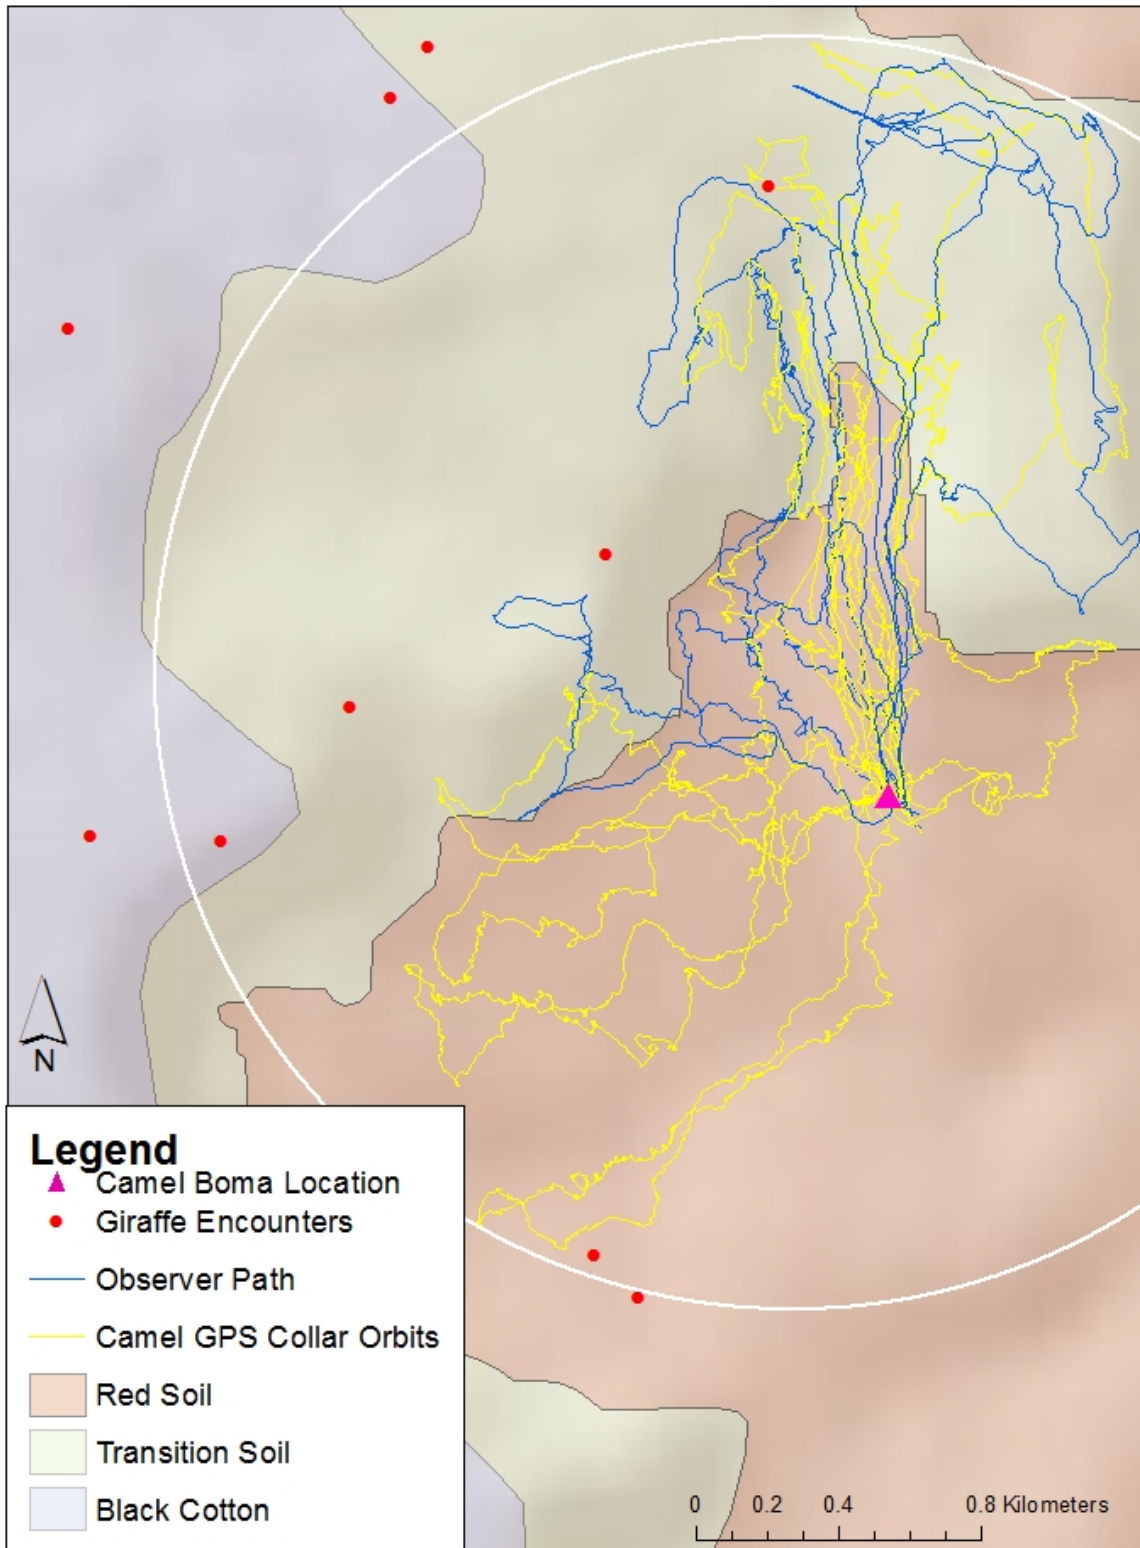 N
Legend
Camel Boma Location
Giraffe Encounters
Observer Path
Camel GPS Collar Orbits
Red Soil
Transition Soil
Black Cotton
0 0.2 0.4 0.8 Kilometers